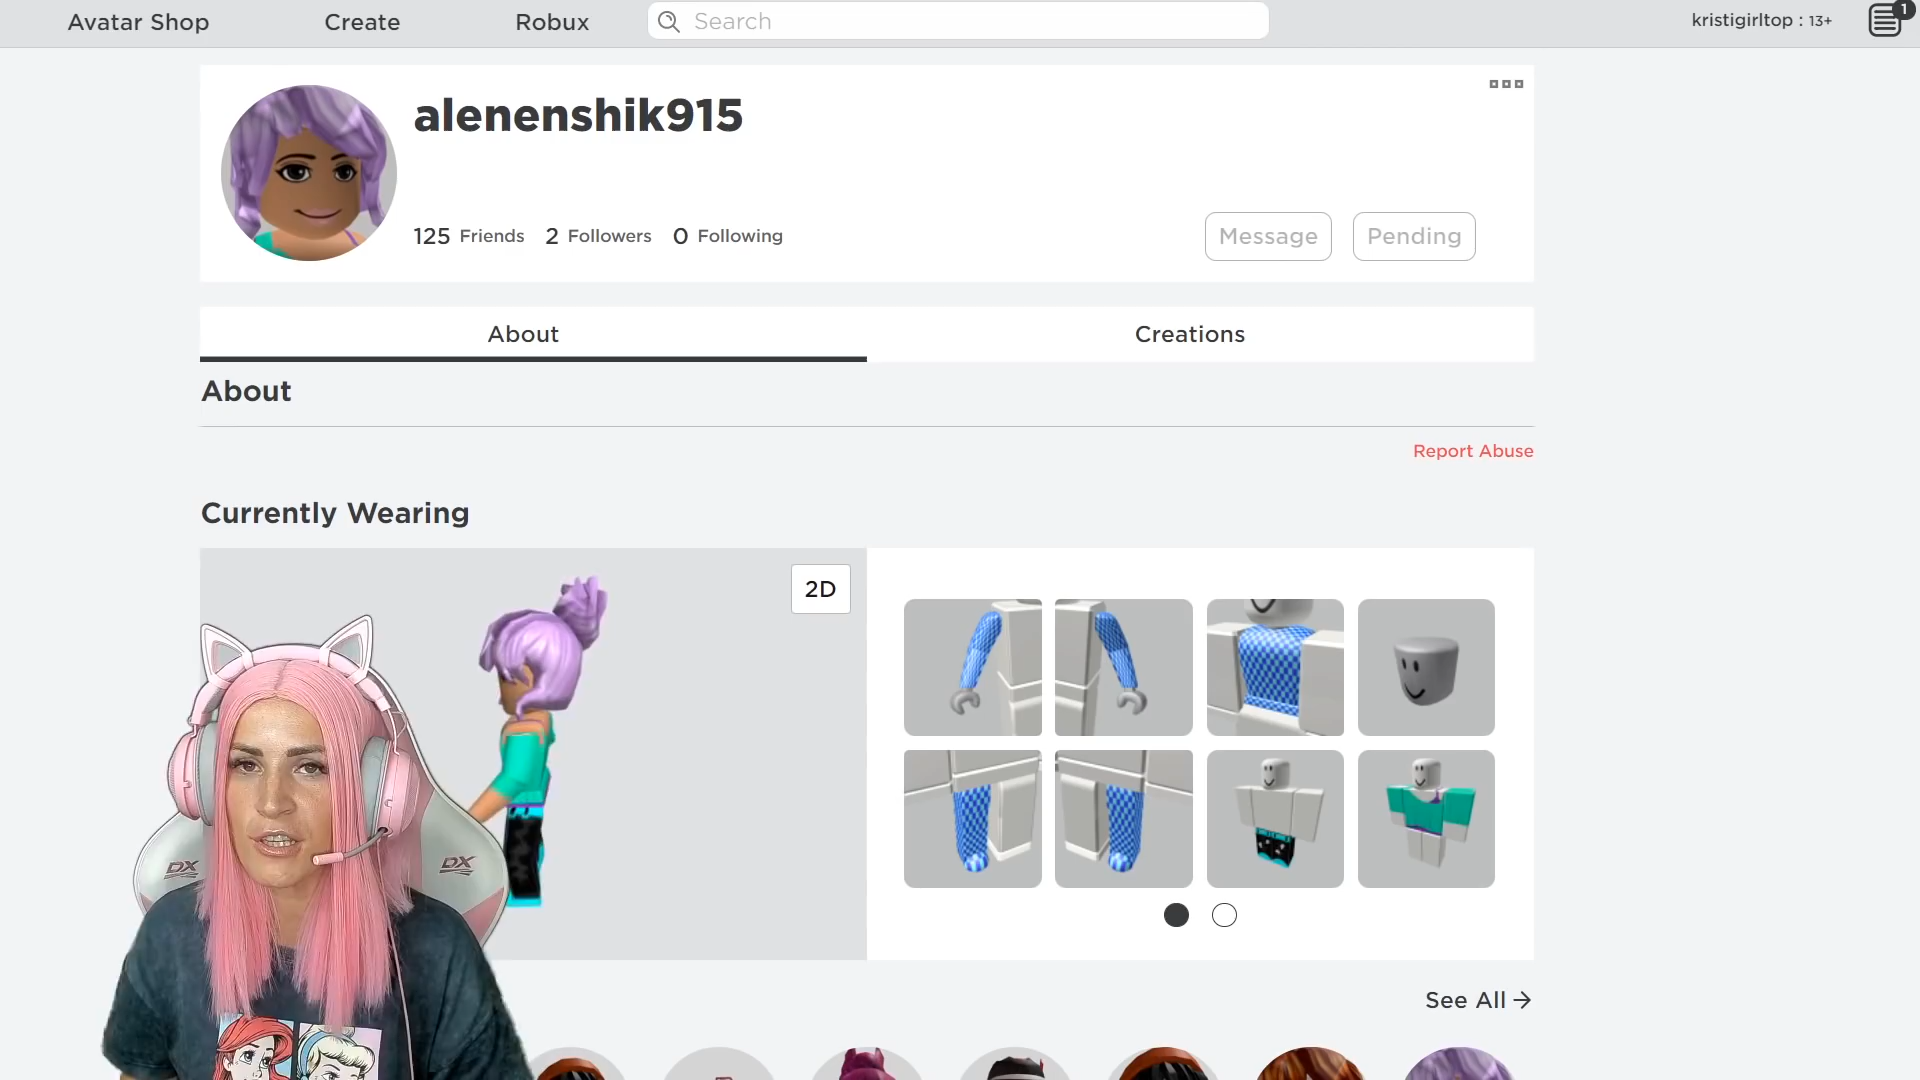 Avatar Shop Create Robux Search kristigirltop : 13+ 1
alenenshik915
125 Friends 2 Followers 0 Following Message Pending
About Creations
About
Report Abuse
Currently Wearing
2D
DX DX
See All